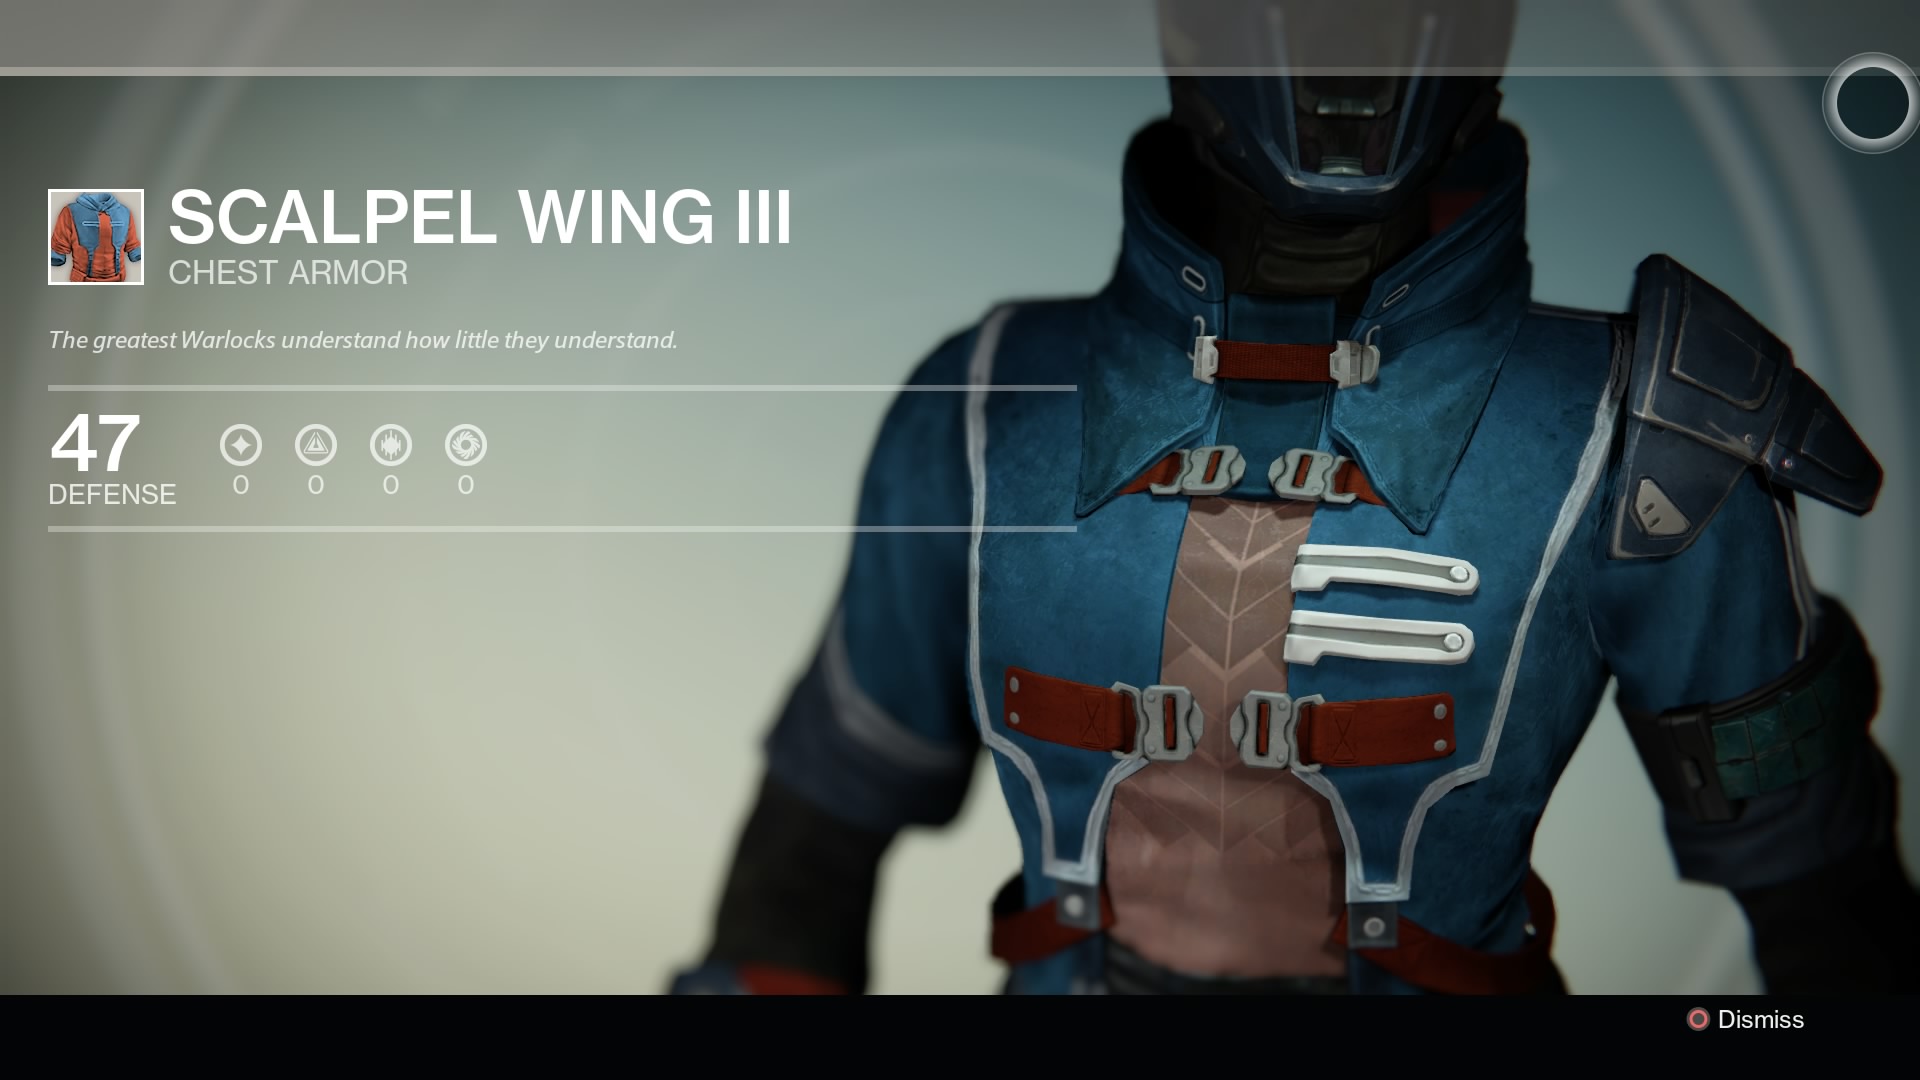 SCALPEL WING III
CHEST ARMOR
The greatest Warlocks understand how little they understand.
47
DEFENSE
0 0 0 0
Dismiss